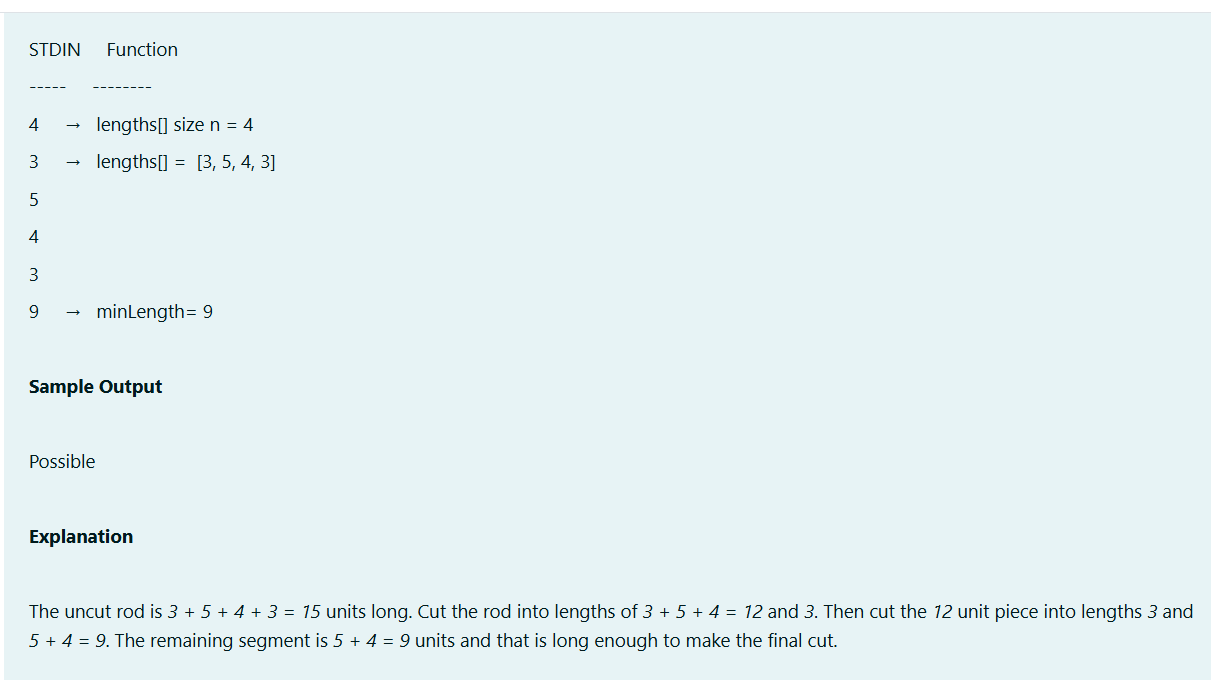 STDIN Function
----- --------
4 → lengths[] size n = 4
3 → lengths[] = [3, 5, 4, 3]
5
4
3
9 → minLength= 9
Sample Output
Possible
Explanation
The uncut rod is 3 + 5 + 4 + 3 = 15 units long. Cut the rod into lengths of 3 + 5 + 4 = 12 and 3. Then cut the 12 unit piece into lengths 3 and
5 + 4 = 9. The remaining segment is 5 + 4 = 9 units and that is long enough to make the final cut.